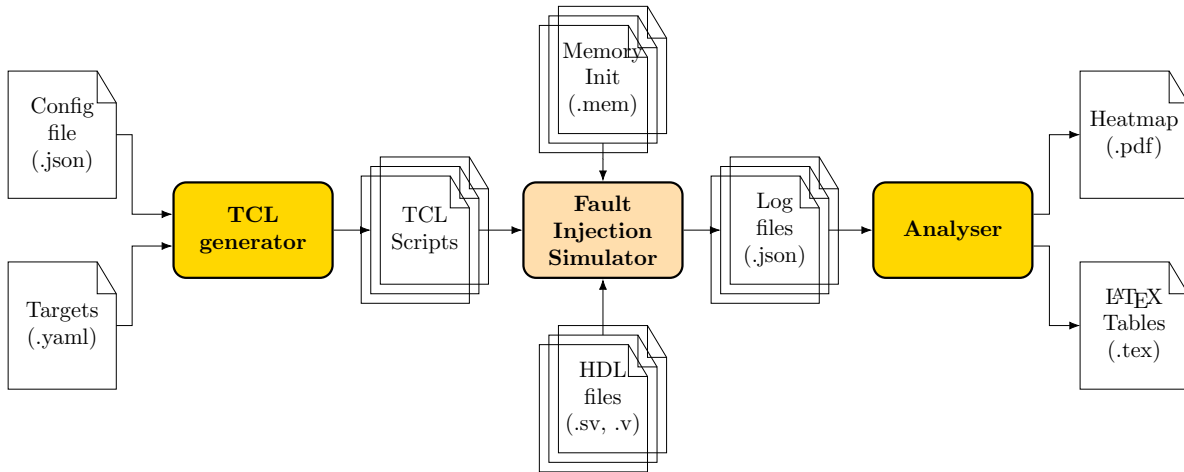 Config
file
(.json)
Targets
(.yaml)
TCL
generator
TCL
Scripts
Memory
Init
(.mem)
Fault
Injection
Simulator
HDL
files
(.sv, .v)
Log
files
(.json)
Analyser
Heatmap
(.pdf)
LATEX
Tables
(.tex)